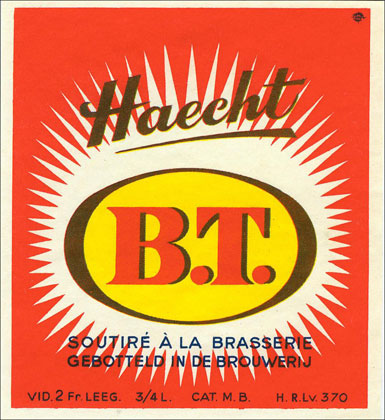 Haecht
B.T.
SOUTIRÉ À LA BRASSERIE
GEBOTTELD IN DE BROUWERIJ
VID. 2 Fr. LEEG. 3/4 L. CAT. M. B. H. R. Lv. 370